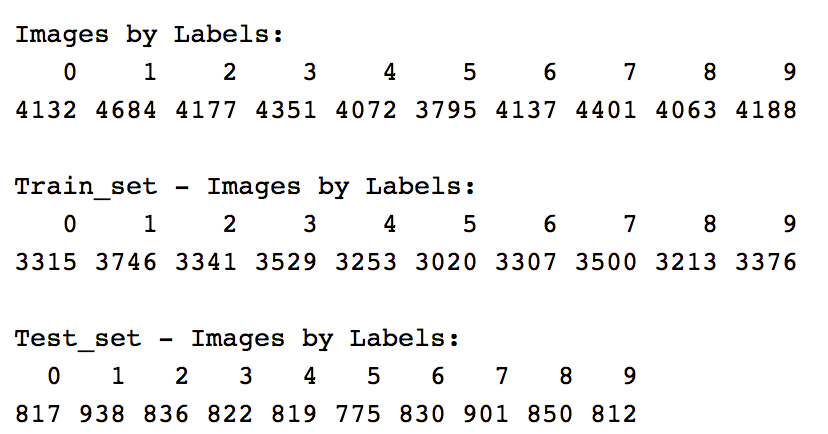 Images by Labels:
0 1 2 3 4 5 6 7 8 9
4132 4684 4177 4351 4072 3795 4137 4401 4063 4188
Train_set - Images by Labels:
0 1 2 3 4 5 6 7 8 9
3315 3746 3341 3529 3253 3020 3307 3500 3213 3376
Test_set - Images by Labels:
0 1 2 3 4 5 6 7 8 9
817 938 836 822 819 775 830 901 850 812